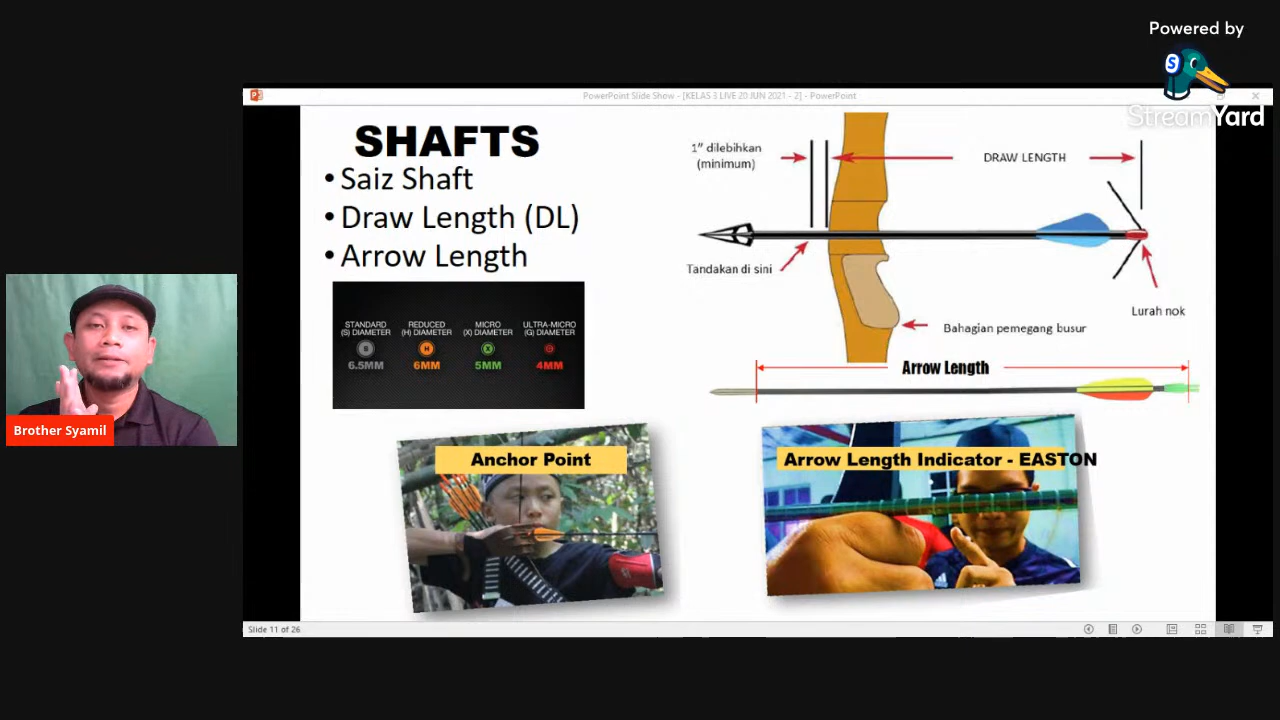 Powered by
StreamYard
PowerPoint Slide Show - [KELAS 3 LIVE 20 JUN 2021 - 2] - PowerPoint
SHAFTS
• Saiz Shaft
• Draw Length (DL)
• Arrow Length
1" dilebihkan
(minimum)
DRAW LENGTH
Tandakan di sini
Lurah nok
Bahagian pemegang busur
Arrow Length
STANDARD
(S) DIAMETER
6.5MM
REDUCED
(H) DIAMETER
H
6MM
MICRO
(X) DIAMETER
X
5MM
ULTRA-MICRO
(G) DIAMETER
4MM
Brother Syamil
Anchor Point
Arrow Length Indicator - EASTON
Slide 11 of 26